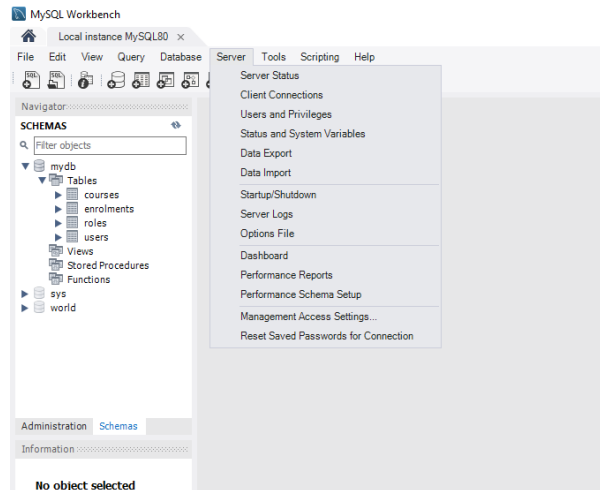 MySQL Workbench
Local instance MySQL80 ×
File Edit View Query Database Server Tools Scripting Help
Server Status
Client Connections
Users and Privileges
Status and System Variables
Data Export
Data Import
Startup/Shutdown
Server Logs
Options File
Dashboard
Performance Reports
Performance Schema Setup
Management Access Settings...
Reset Saved Passwords for Connection
SQL SQL
Navigator
SCHEMAS
Filter objects
mydb
Tables
courses
enrolments
roles
users
Views
Stored Procedures
Functions
sys
world
Administration Schemas
Information
No object selected